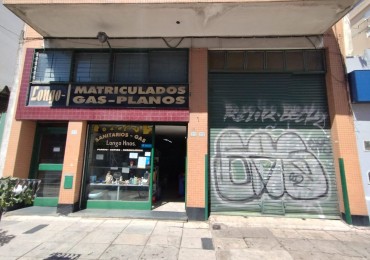 Longo-
MATRICULADOS
GAS-PLANOS
SANITARIOS - GAS
Longo Hnos.